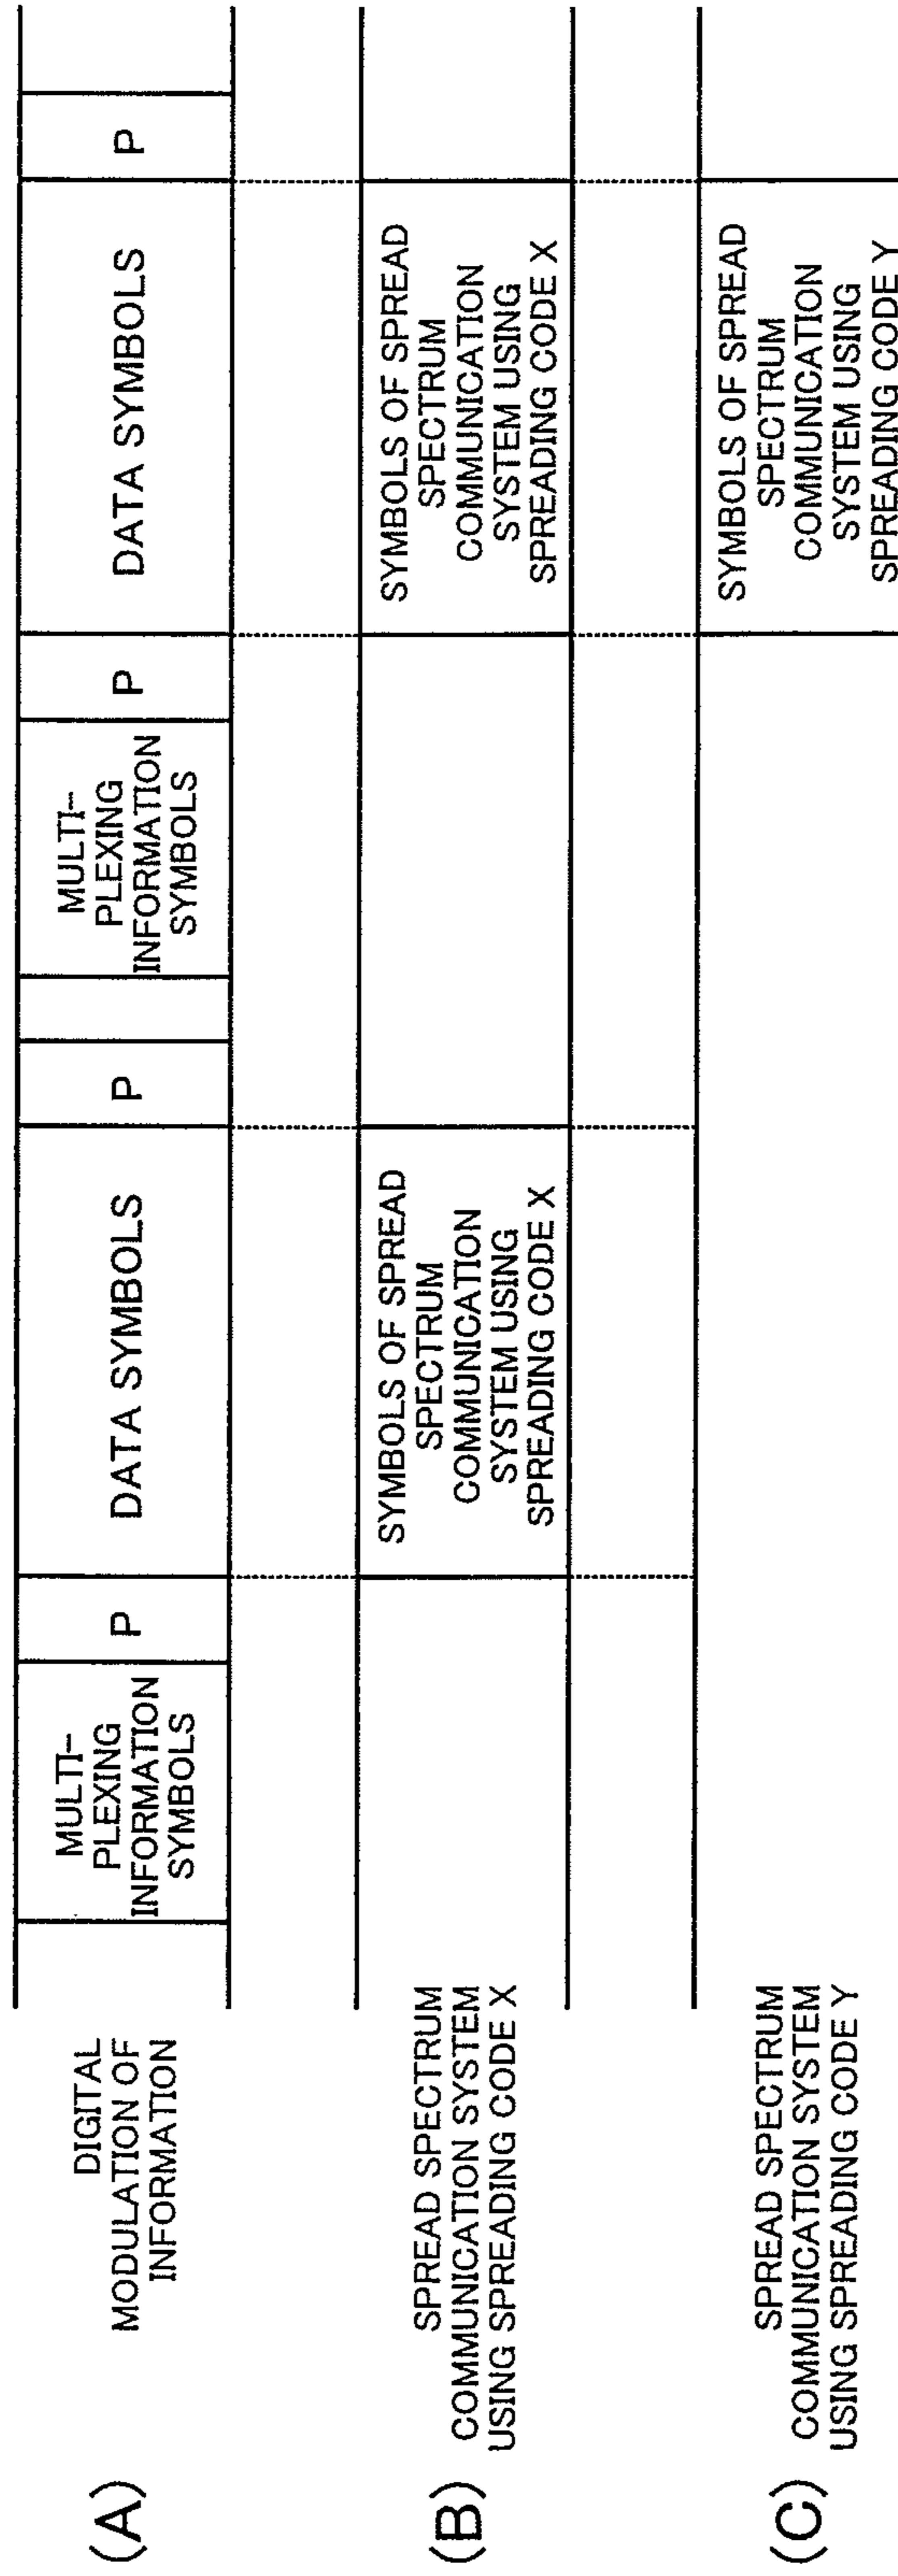 (A)
DIGITAL
MODULATION OF
INFORMATION
MULTI-
PLEXING
INFORMATION
SYMBOLS
P
DATA SYMBOLS
P
MULTI-
PLEXING
INFORMATION
SYMBOLS
P
DATA SYMBOLS
P
(B)
SPREAD SPECTRUM
COMMUNICATION SYSTEM
USING SPREADING CODE X
SYMBOLS OF SPREAD
SPECTRUM
COMMUNICATION
SYSTEM USING
SPREADING CODE X
SYMBOLS OF SPREAD
SPECTRUM
COMMUNICATION
SYSTEM USING
SPREADING CODE X
(C)
SPREAD SPECTRUM
COMMUNICATION SYSTEM
USING SPREADING CODE Y
SYMBOLS OF SPREAD
SPECTRUM
COMMUNICATION
SYSTEM USING
SPREADING CODE Y